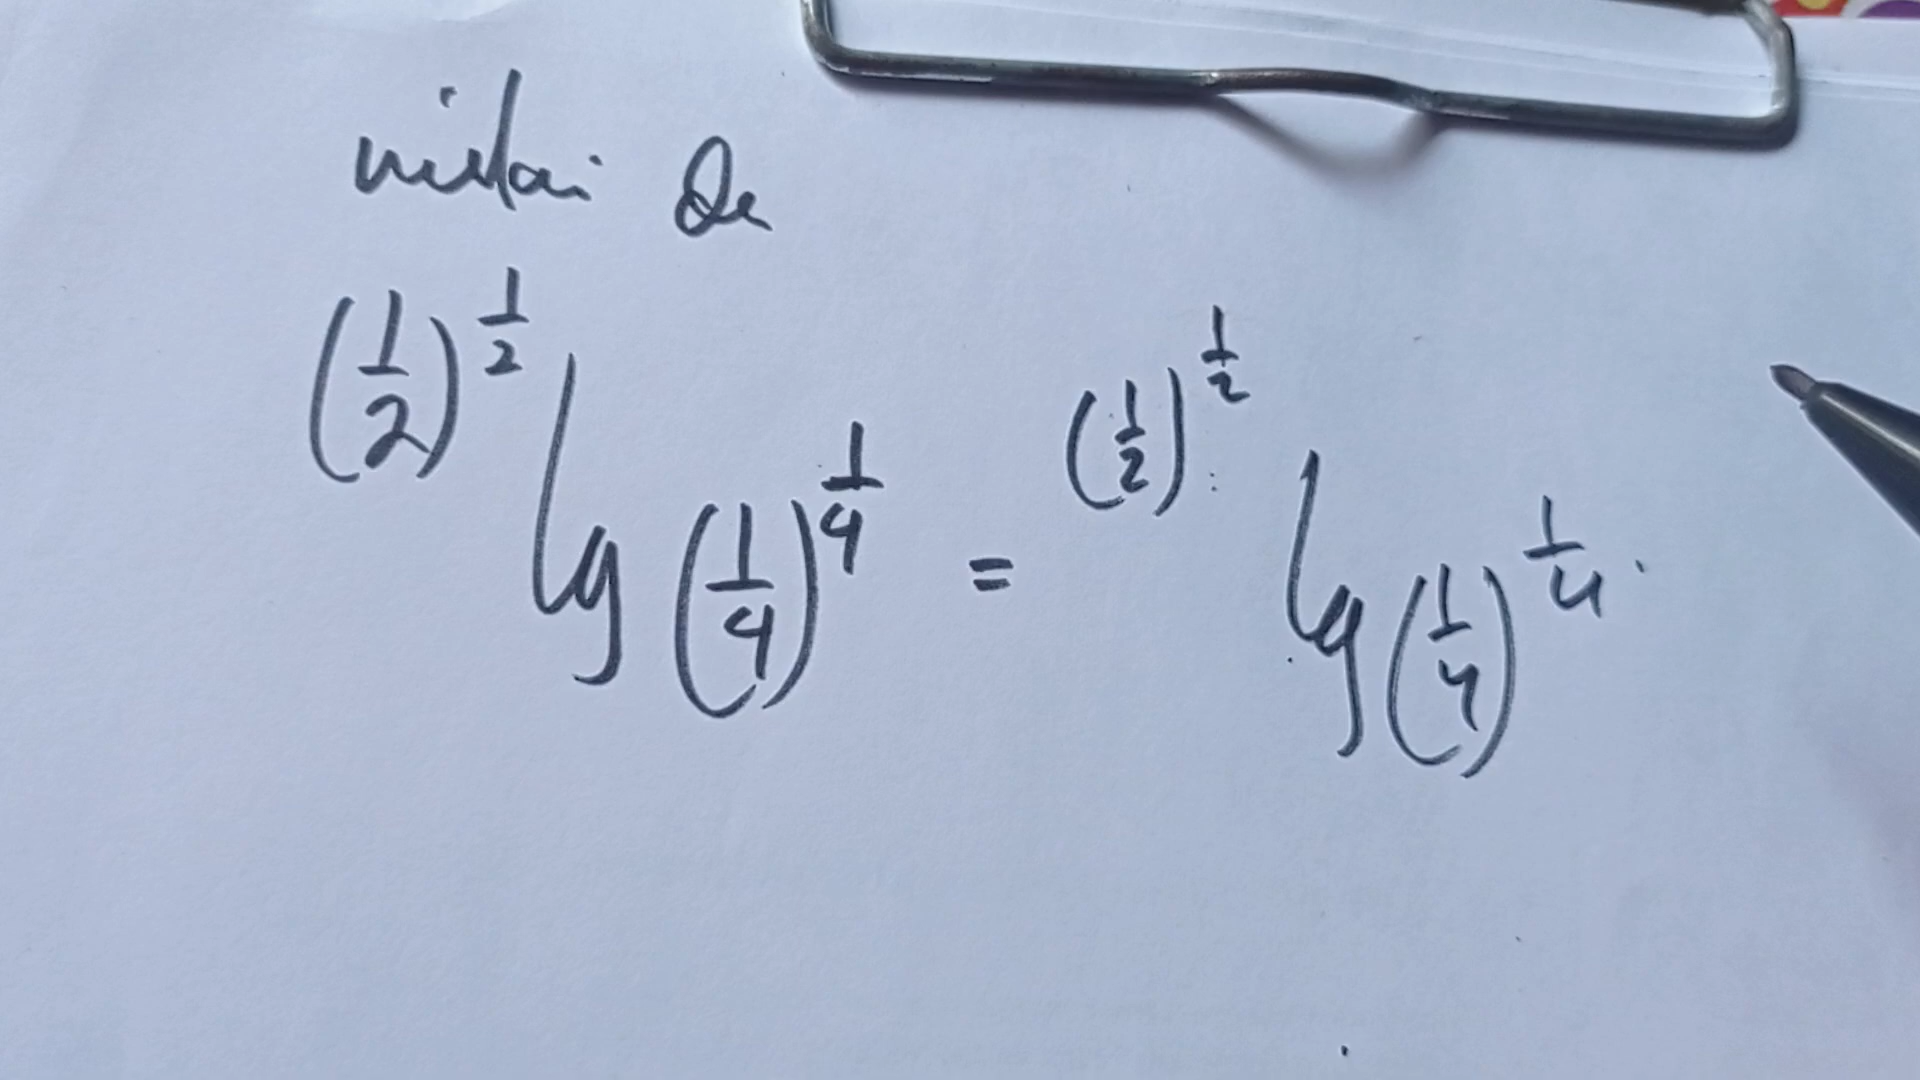 nilai da
(1/2)^(1/2) log (1/4)^(1/4) = (1/2)^(1/2) log (1/4)^(1/4)